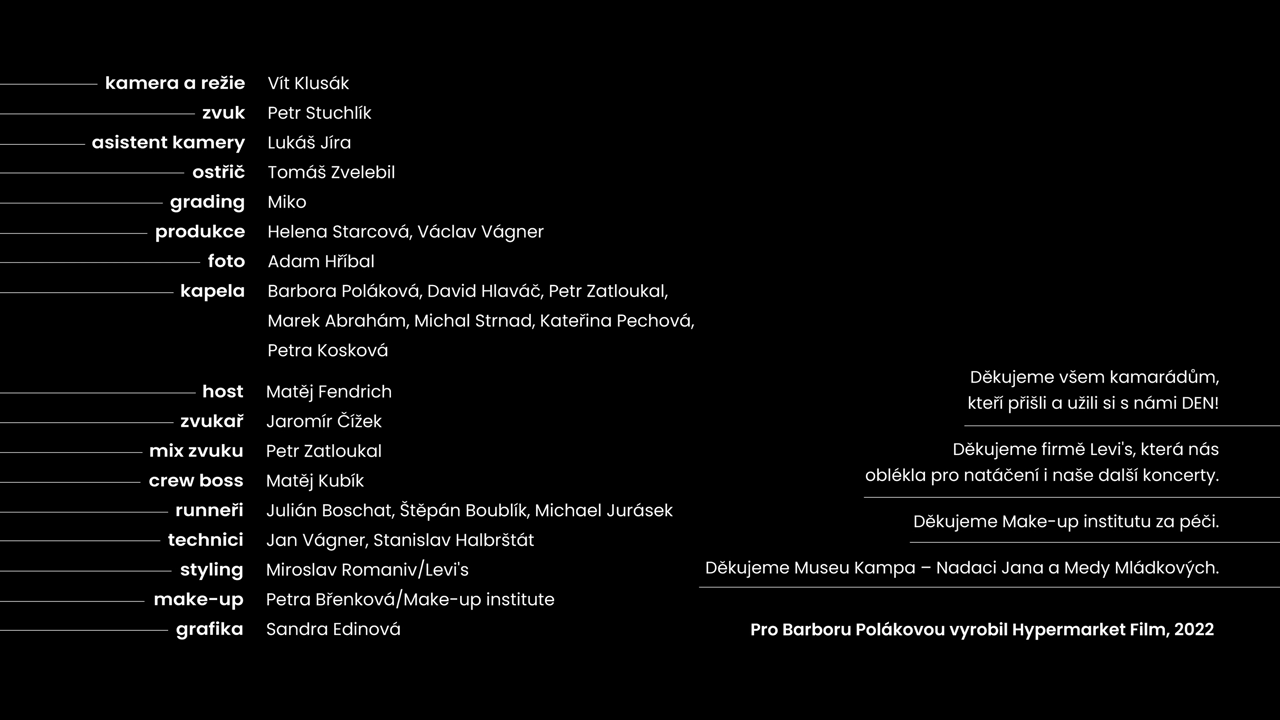 kamera a režie Vít Klusák
zvuk Petr Stuchlík
asistent kamery Lukáš Jíra
ostřič Tomáš Zvelebil
grading Miko
produkce Helena Starcová, Václav Vágner
foto Adam Hříbal
kapela Barbora Poláková, David Hlaváč, Petr Zatloukal,
Marek Abrahám, Michal Strnad, Kateřina Pechová,
Petra Kosková
host Matěj Fendrich
zvukař Jaromír Čížek
mix zvuku Petr Zatloukal
crew boss Matěj Kubík
runneři Julián Boschat, Štěpán Boublík, Michael Jurásek
technici Jan Vágner, Stanislav Halbrštát
styling Miroslav Romaniv/Levi's
make-up Petra Břenková/Make-up institute
grafika Sandra Edinová
Děkujeme všem kamarádům,
kteří přišli a užili si s námi DEN!
Děkujeme firmě Levi's, která nás
oblékla pro natáčení i naše další koncerty.
Děkujeme Make-up institutu za péči.
Děkujeme Museu Kampa – Nadaci Jana a Medy Mládkových.
Pro Barboru Polákovou vyrobil Hypermarket Film, 2022